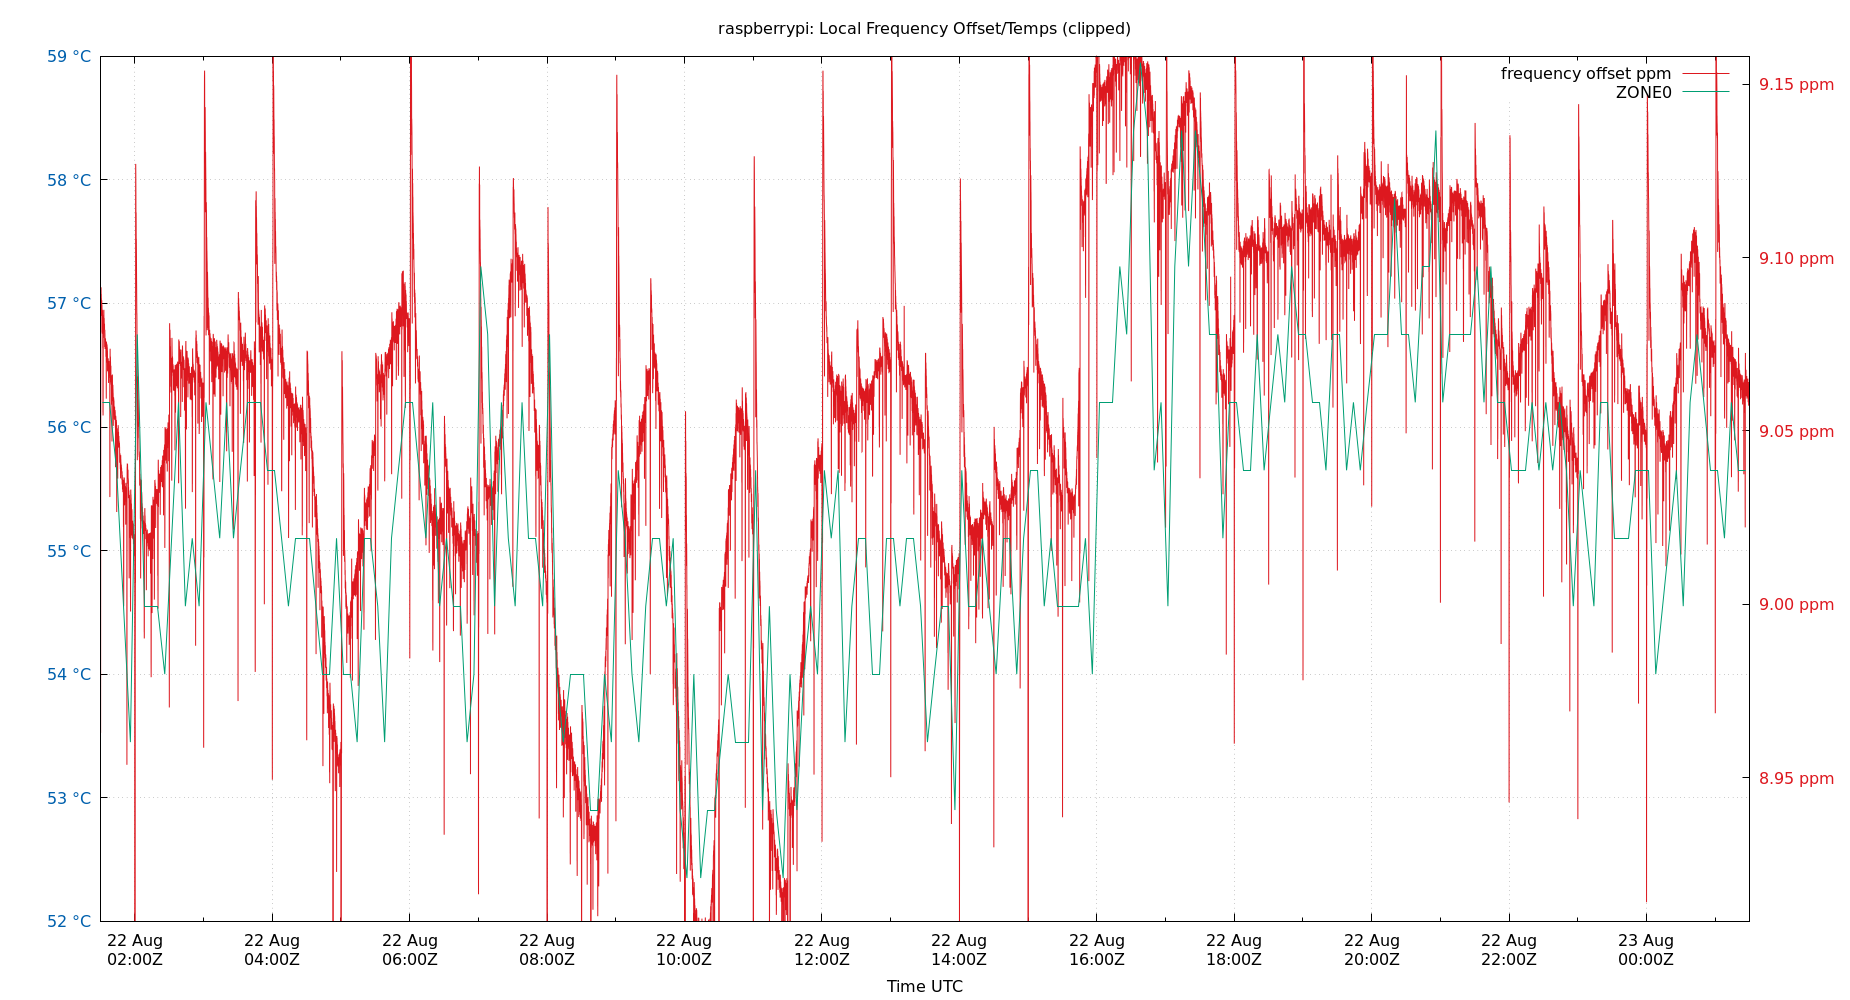 raspberrypi: Local Frequency Offset/Temps (clipped)
59 °C
58 °C
57 °C
56 °C
55 °C
54 °C
53 °C
52 °C
frequency offset ppm
ZONE0
9.15 ppm
9.10 ppm
9.05 ppm
9.00 ppm
8.95 ppm
22 Aug 22 Aug 22 Aug 22 Aug 22 Aug 22 Aug 22 Aug 22 Aug 22 Aug 22 Aug 22 Aug 23 Aug
02:00Z 04:00Z 06:00Z 08:00Z 10:00Z 12:00Z 14:00Z 16:00Z 18:00Z 20:00Z 22:00Z 00:00Z
Time UTC